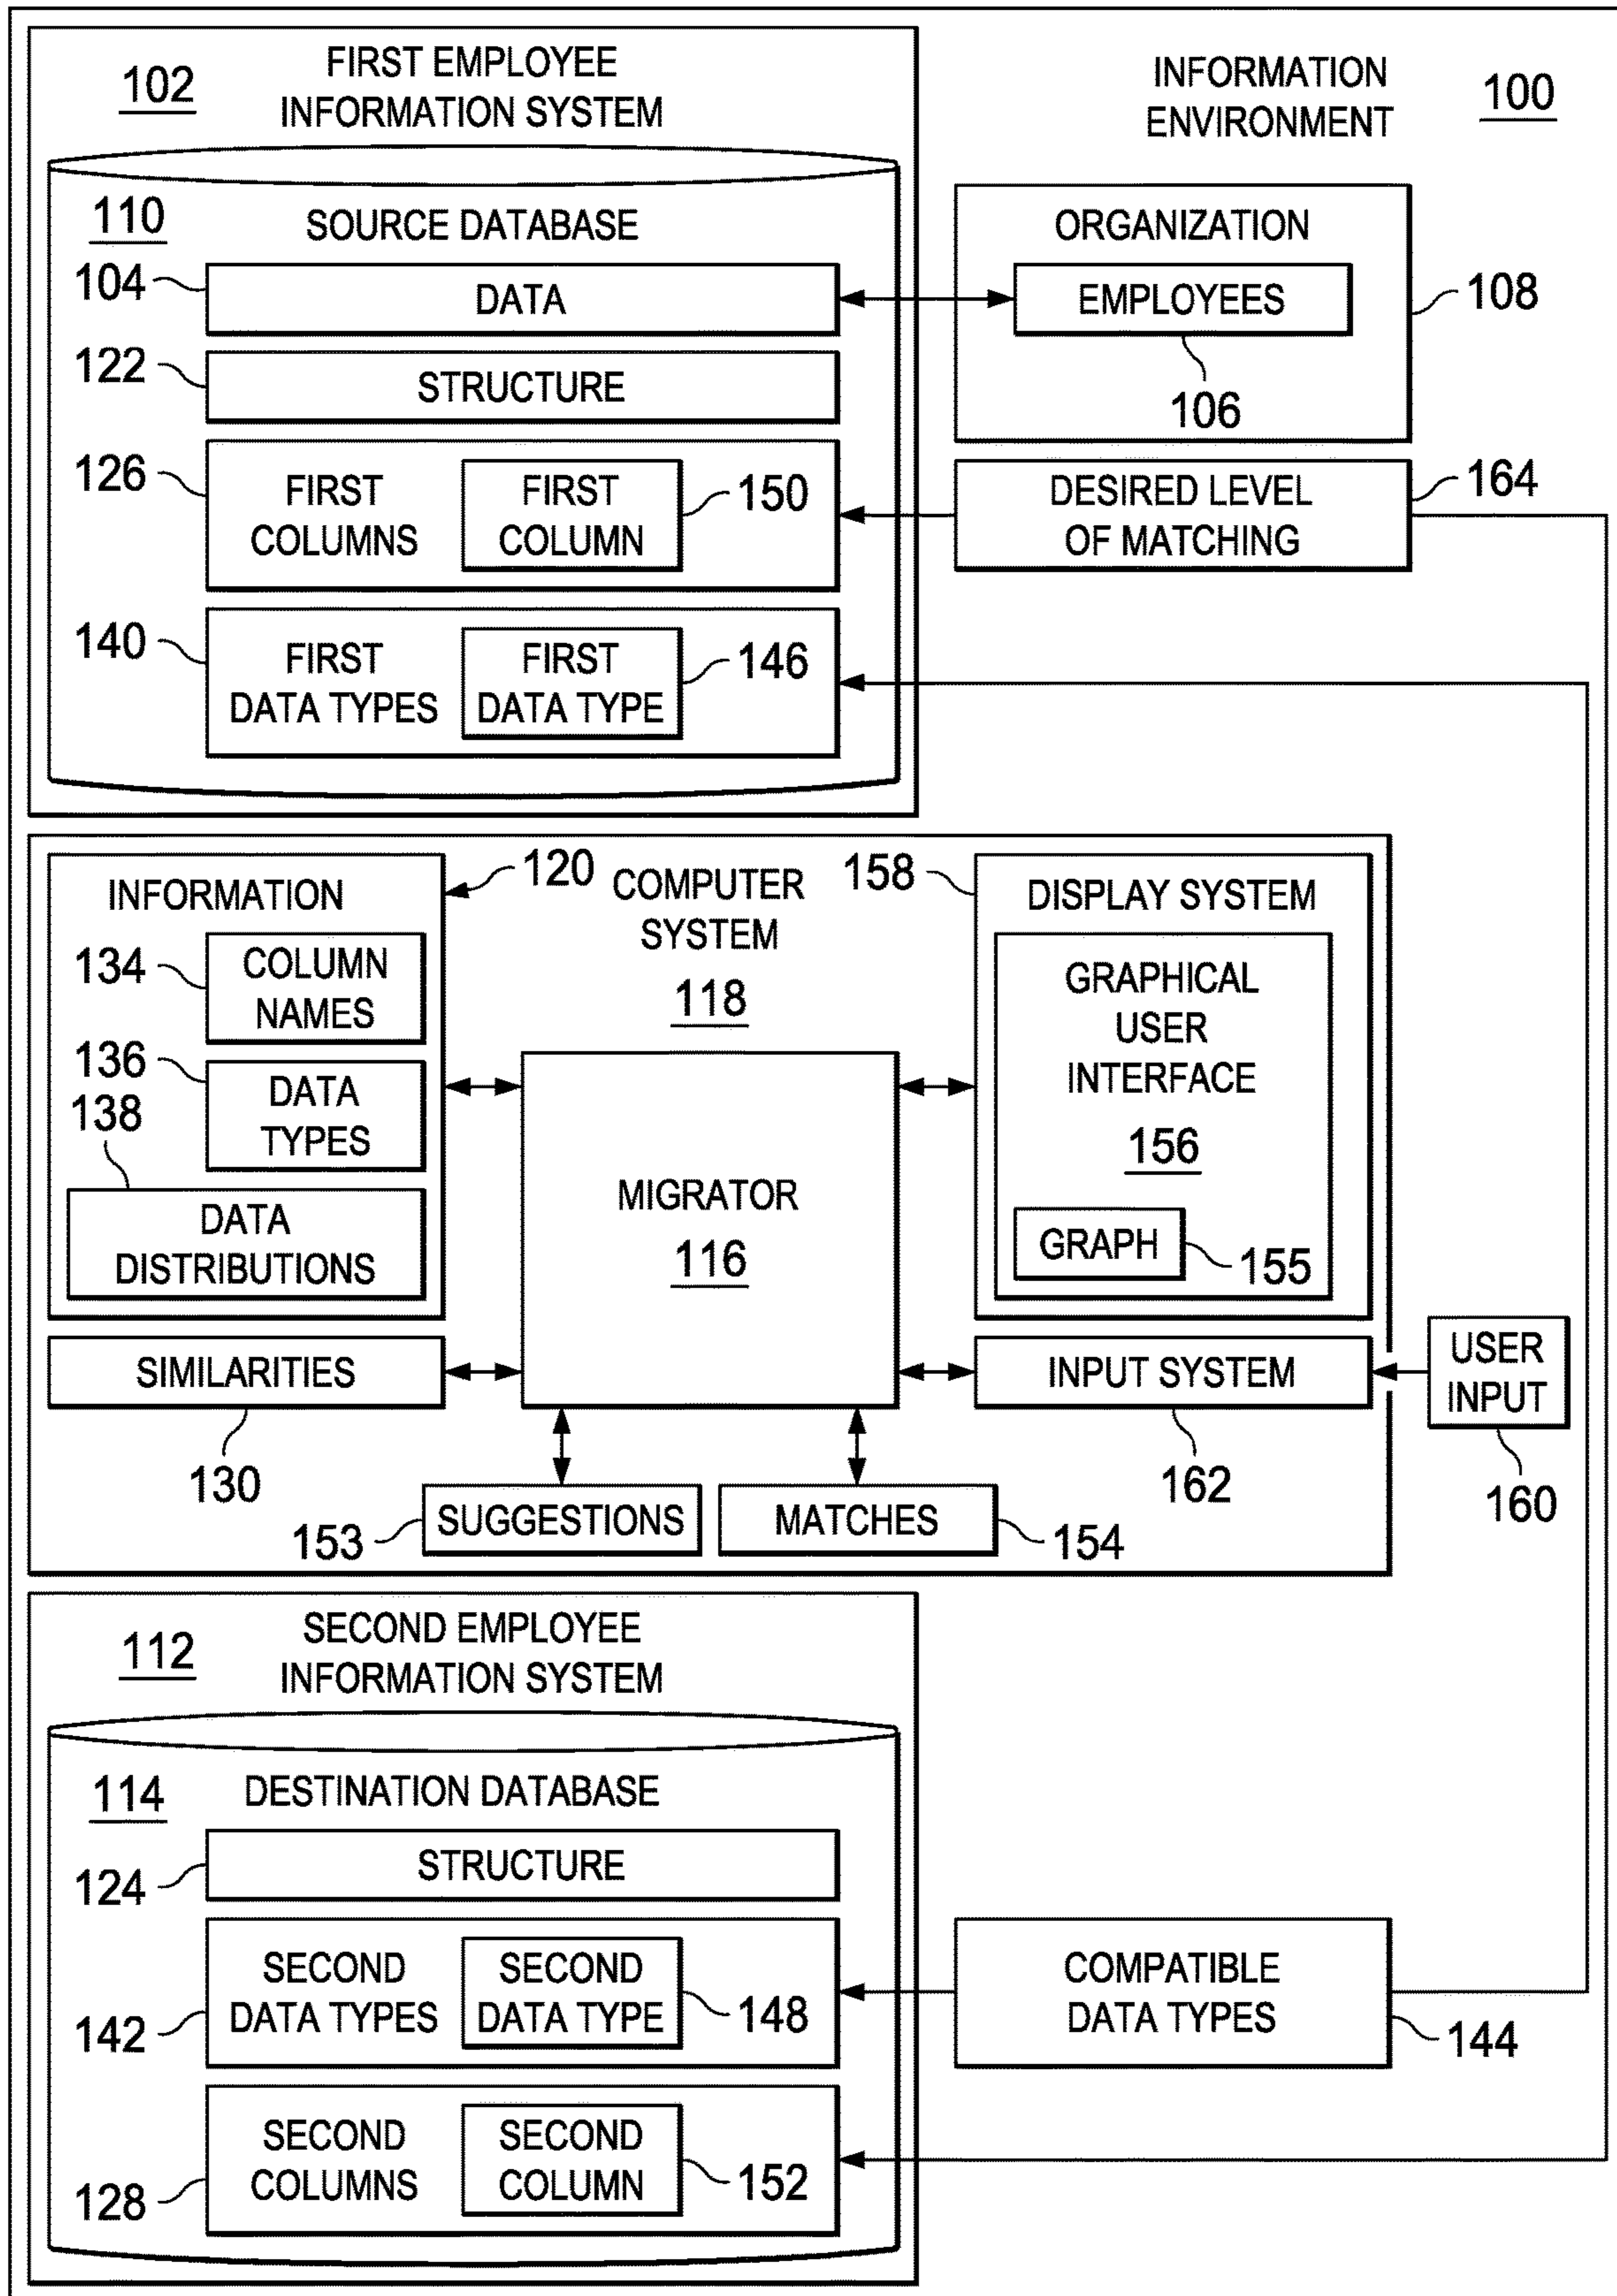 102
FIRST EMPLOYEE
INFORMATION SYSTEM
INFORMATION
ENVIRONMENT
100
110
SOURCE DATABASE
104
DATA
ORGANIZATION
EMPLOYEES
108
106
122
STRUCTURE
126
FIRST
COLUMNS
FIRST
COLUMN
150
DESIRED LEVEL
OF MATCHING
164
140
FIRST
DATA TYPES
FIRST
DATA TYPE
146
INFORMATION
120
134
COLUMN
NAMES
136
DATA
TYPES
138
DATA
DISTRIBUTIONS
COMPUTER
SYSTEM
118
158
DISPLAY SYSTEM
GRAPHICAL
USER
INTERFACE
156
GRAPH
155
MIGRATOR
116
SIMILARITIES
130
INPUT SYSTEM
162
USER
INPUT
160
153
SUGGESTIONS
MATCHES
154
112
SECOND EMPLOYEE
INFORMATION SYSTEM
114
DESTINATION DATABASE
124
STRUCTURE
142
SECOND
DATA TYPES
SECOND
DATA TYPE
148
COMPATIBLE
DATA TYPES
144
128
SECOND
COLUMNS
SECOND
COLUMN
152